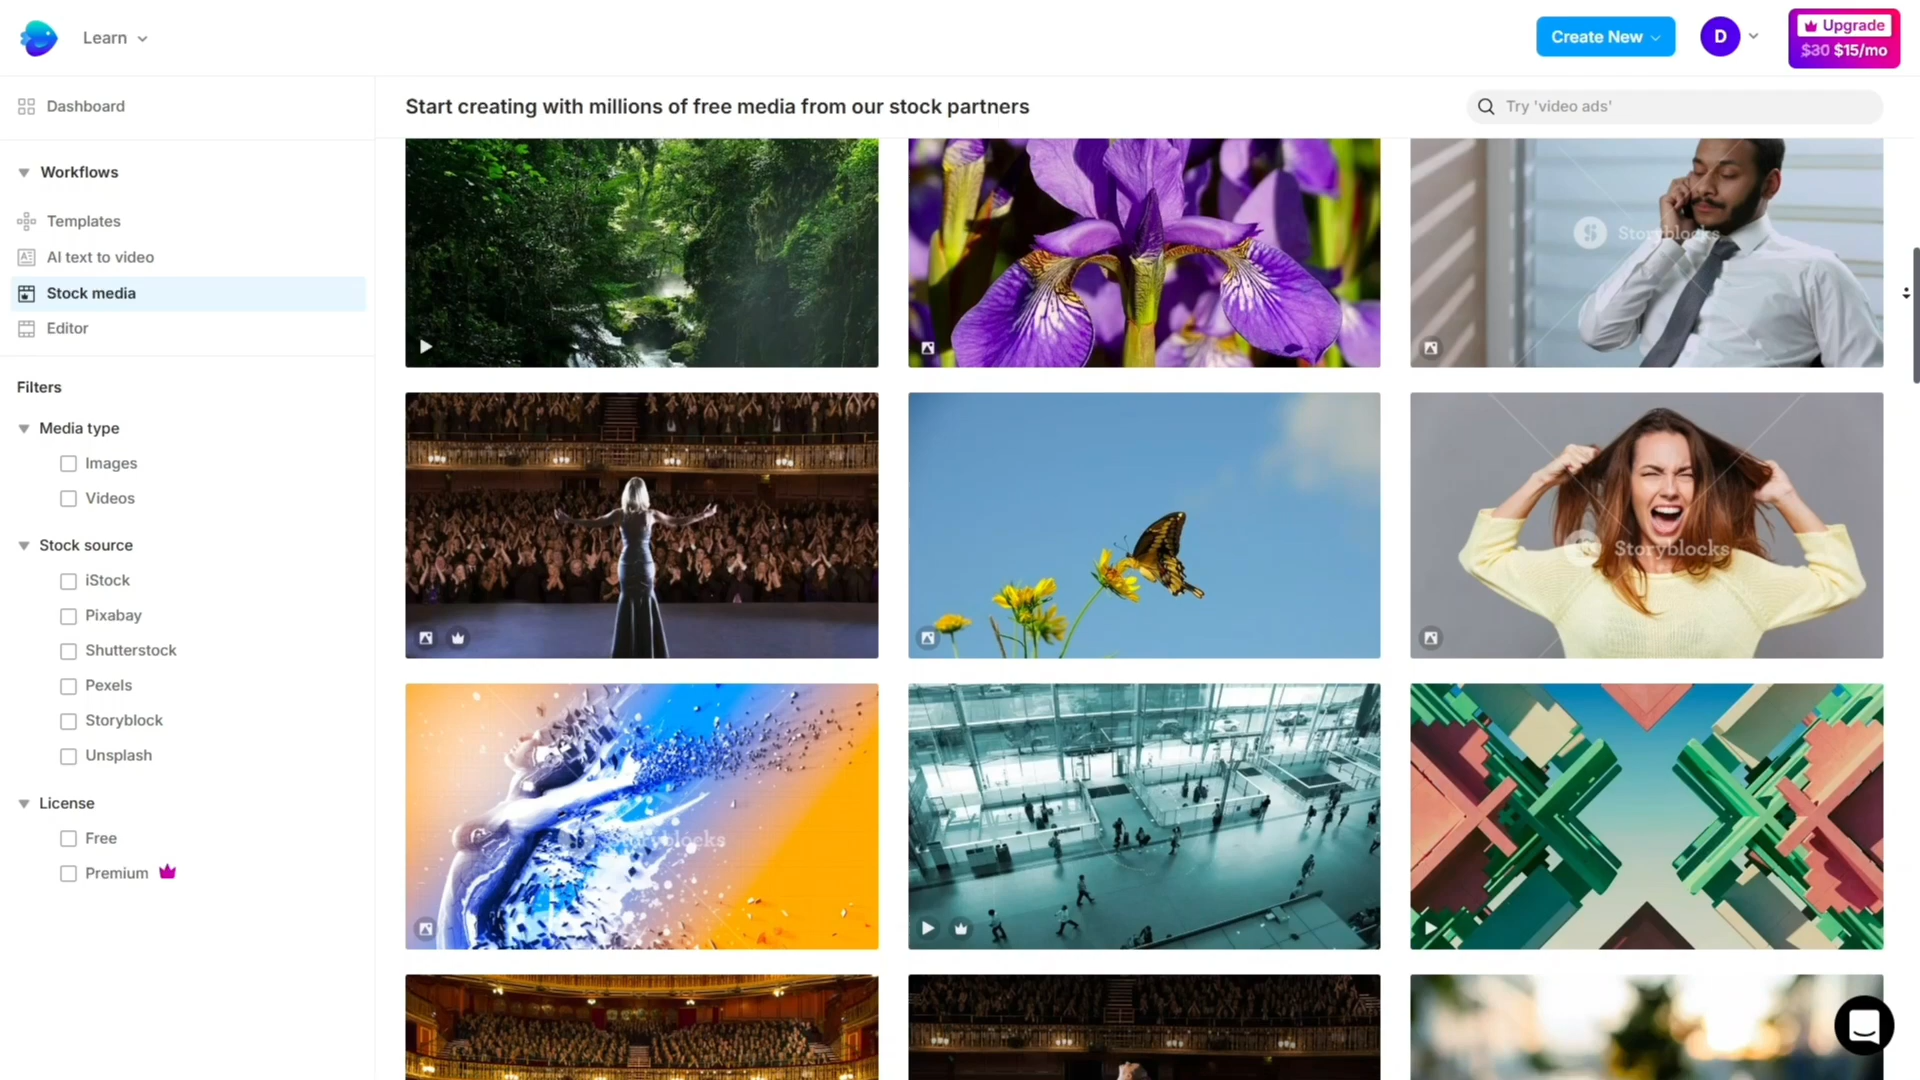 Learn
Create New
D
Upgrade
$30 $15/mo
Dashboard
Start creating with millions of free media from our stock partners
Try 'video ads'
Workflows
Templates
AI text to video
Stock media
Editor
Filters
Media type
Images
Videos
Stock source
iStock
Pixabay
Shutterstock
Pexels
Storyblock
Unsplash
License
Free
Premium
Storyblocks
Storyblocks
Storyblocks